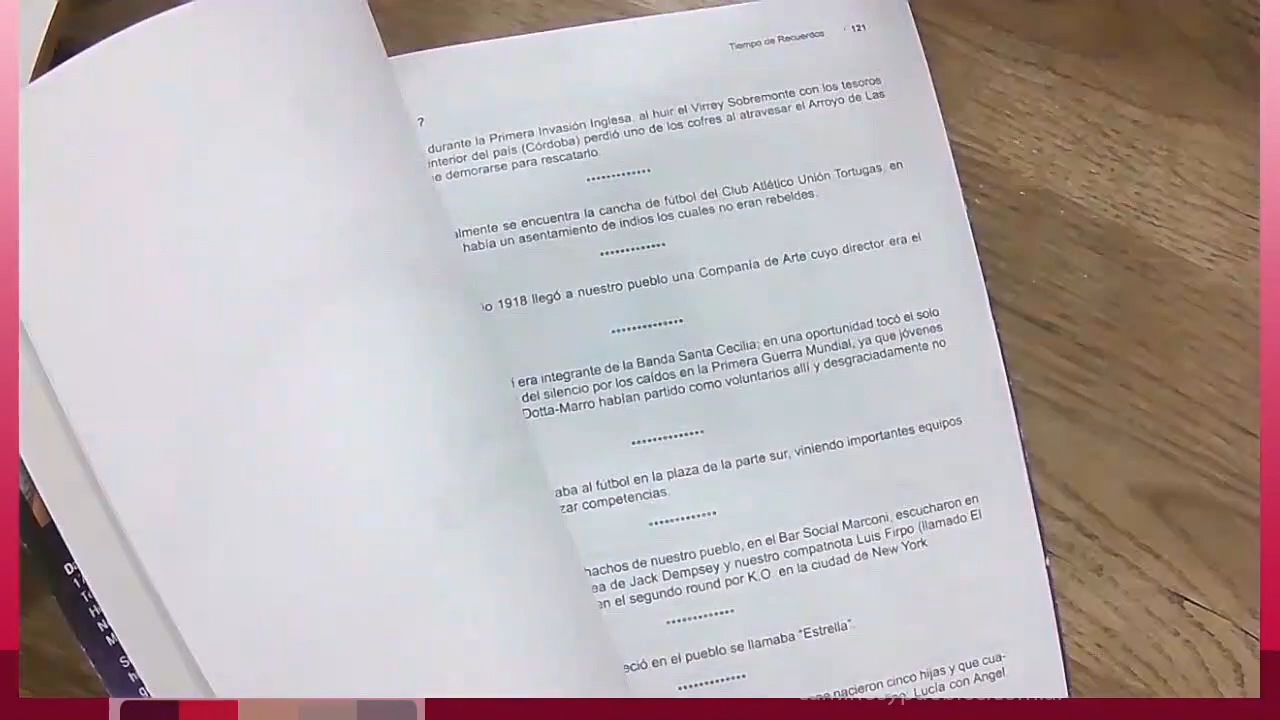 Tiempo de Recuerdos 121
?
durante la Primera Invasión Inglesa, al huir el Virrey Sobremonte con los tesoros
interior del país (Córdoba) perdió uno de los cofres al atravesar el Arroyo de Las
e demorarse para rescatarlo.
almente se encuentra la cancha de fútbol del Club Atlético Unión Tortugas, en
había un asentamiento de indios los cuales no eran rebeldes.
io 1918 llegó a nuestro pueblo una Compañía de Arte cuyo director era el
i era integrante de la Banda Santa Cecilia; en una oportunidad tocó el solo
del silencio por los caídos en la Primera Guerra Mundial, ya que jóvenes
Dotta-Marro habían partido como voluntarios allí y desgraciadamente no
aba al fútbol en la plaza de la parte sur, viniendo importantes equipos
zar competencias.
hachos de nuestro pueblo, en el Bar Social Marconi, escucharon en
ea de Jack Dempsey y nuestro compatriota Luis Firpo (llamado El
en el segundo round por K.O. en la ciudad de New York
eció en el pueblo se llamaba "Estrella".
nacieron cinco hijas y que cua-
Lucía con Angel